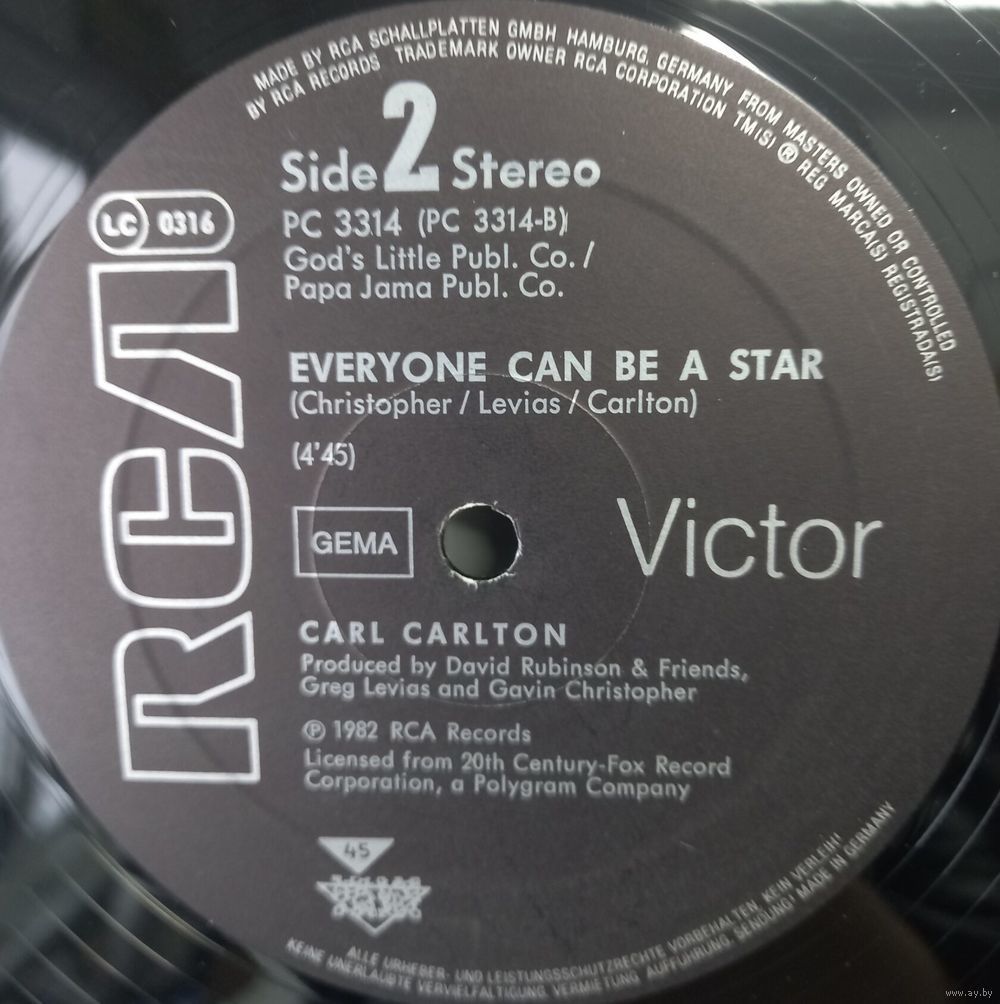 MADE BY RCA SCHALLPLATTEN GMBH HAMBURG, GERMANY FROM MASTERS OWNED OR CONTROLLED
BY RCA RECORDS TRADEMARK OWNER RCA CORPORATION TM(S) ® REG MARCA(S) REGISTRADA(S)
Side 2 Stereo
LC 0316
PC 3314 (PC 3314-B)
God's Little Publ. Co. /
Papa Jama Publ. Co.
RCA
EVERYONE CAN BE A STAR
(Christopher / Levias / Carlton)
(4'45)
GEMA
Victor
CARL CARLTON
Produced by David Rubinson & Friends,
Greg Levias and Gavin Christopher
℗ 1982 RCA Records
Licensed from 20th Century-Fox Record
Corporation, a Polygram Company
45
ALLE URHEBER- UND LEISTUNGSSCHUTZRECHTE VORBEHALTEN. KEIN VERLEIH!
KEINE UNERLAUBTE VERVIELFÄLTIGUNG, VERMIETUNG, AUFFÜHRUNG, SENDUNG! MADE IN GERMANY
www.ay.by